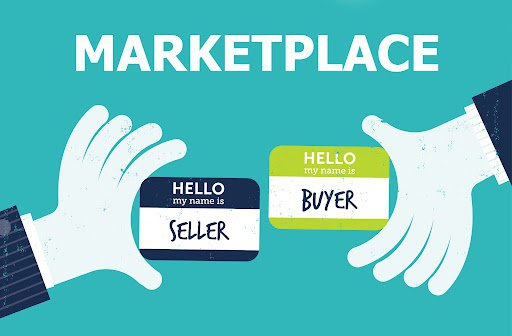 MARKETPLACE
HELLO
my name is
SELLER
HELLO
my name is
BUYER